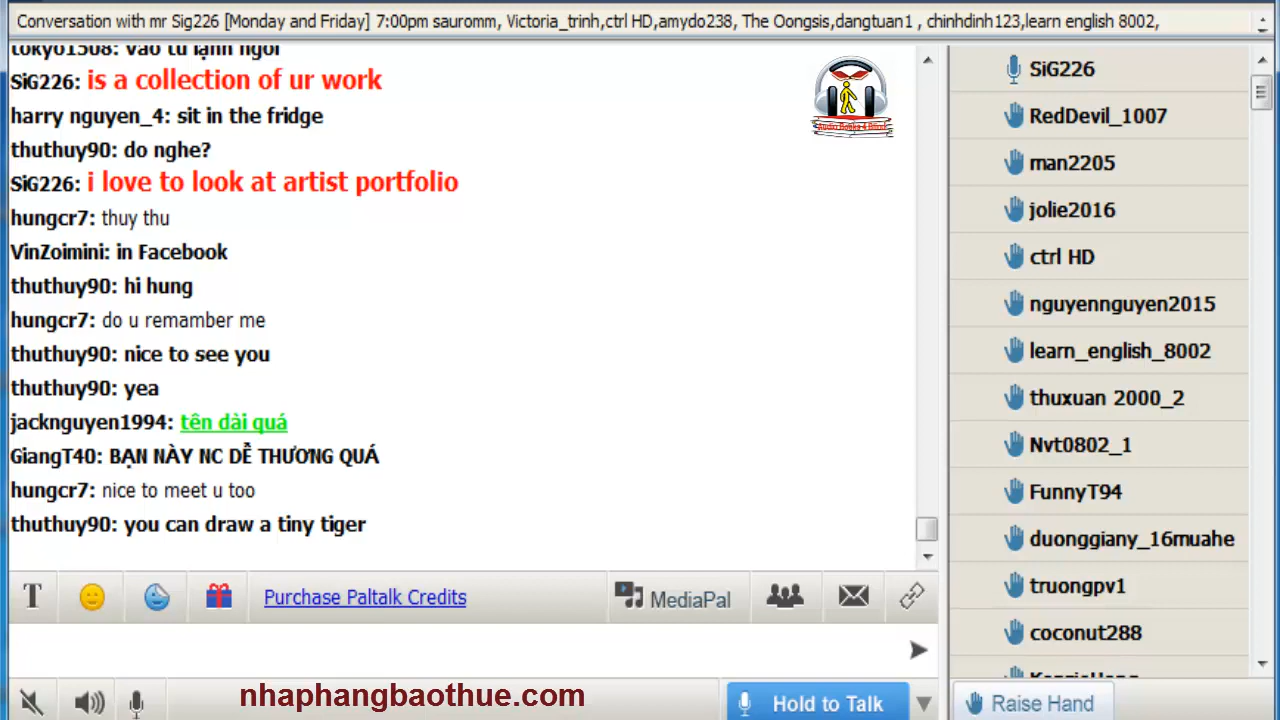 Conversation with mr Sig226 [Monday and Friday] 7:00pm sauromm, Victoria_trinh,ctrl HD,amydo238, The Oongsis,dangtuan1 , chinhdinh123,learn english 8002,
tokyo1508: vao tu lạnh ngoi
SiG226: is a collection of ur work
harry nguyen_4: sit in the fridge
thuthuy90: do nghe?
SiG226: i love to look at artist portfolio
hungcr7: thuy thu
VinZoimini: in Facebook
thuthuy90: hi hung
hungcr7: do u remamber me
thuthuy90: nice to see you
thuthuy90: yea
jacknguyen1994: tên dài quá
GiangT40: BẠN NÀY NC DỄ THƯƠNG QUÁ
hungcr7: nice to meet u too
thuthuy90: you can draw a tiny tiger
SiG226
RedDevil_1007
man2205
jolie2016
ctrl HD
nguyennguyen2015
learn_english_8002
thuxuan 2000_2
Nvt0802_1
FunnyT94
duonggiany_16muahe
truongpv1
coconut288
T
Purchase Paltalk Credits
MediaPal
nhaphangbaothue.com
Hold to Talk
Raise Hand